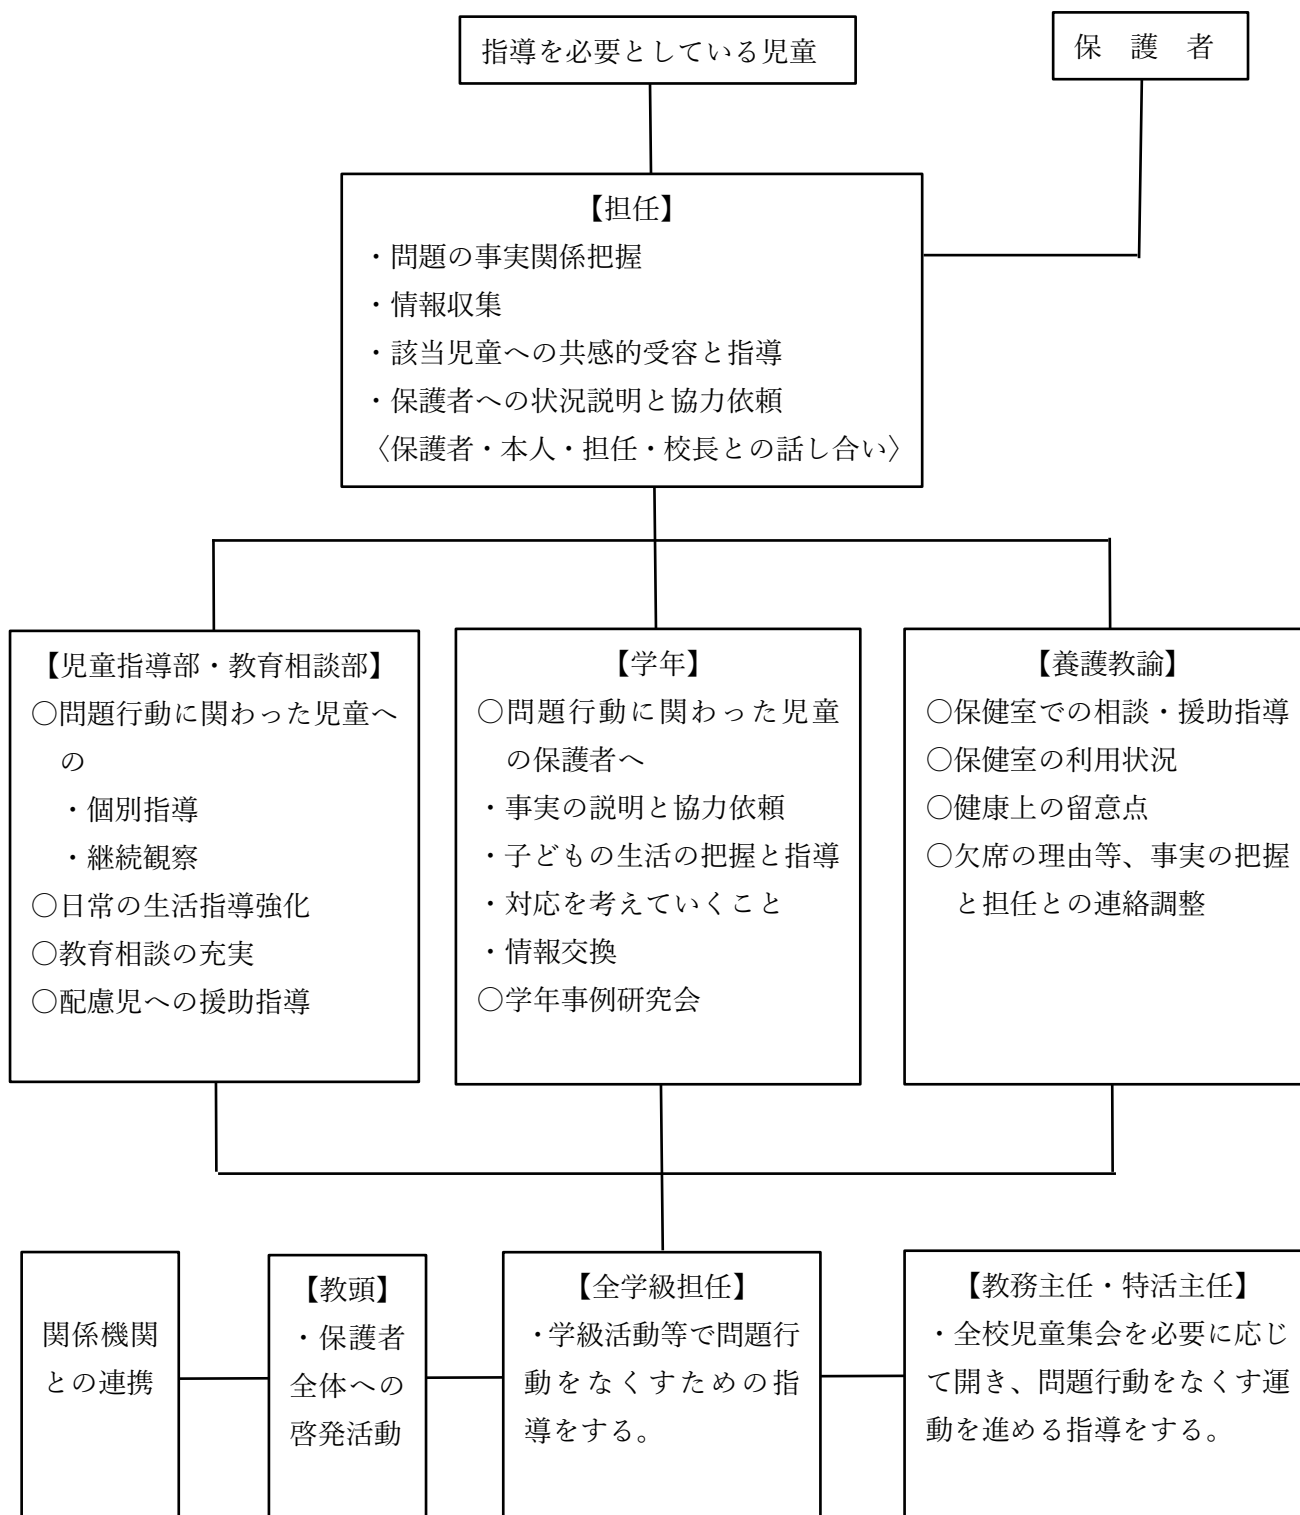 指導を必要としている児童
保　護　者
【担任】
・問題の事実関係把握
・情報収集
・該当児童への共感的受容と指導
・保護者への状況説明と協力依頼
〈保護者・本人・担任・校長との話し合い〉
【児童指導部・教育相談部】
○問題行動に関わった児童へ
の
・個別指導
・継続観察
○日常の生活指導強化
○教育相談の充実
○配慮児への援助指導
【学年】
○問題行動に関わった児童
の保護者へ
・事実の説明と協力依頼
・子どもの生活の把握と指導
・対応を考えていくこと
・情報交換
○学年事例研究会
【養護教諭】
○保健室での相談・援助指導
○保健室の利用状況
○健康上の留意点
○欠席の理由等、事実の把握
と担任との連絡調整
関係機関
との連携
【教頭】
・保護者
全体への
啓発活動
【全学級担任】
・学級活動等で問題行
動をなくすための指
導をする。
【教務主任・特活主任】
・全校児童集会を必要に応じ
て開き、問題行動をなくす運
動を進める指導をする。